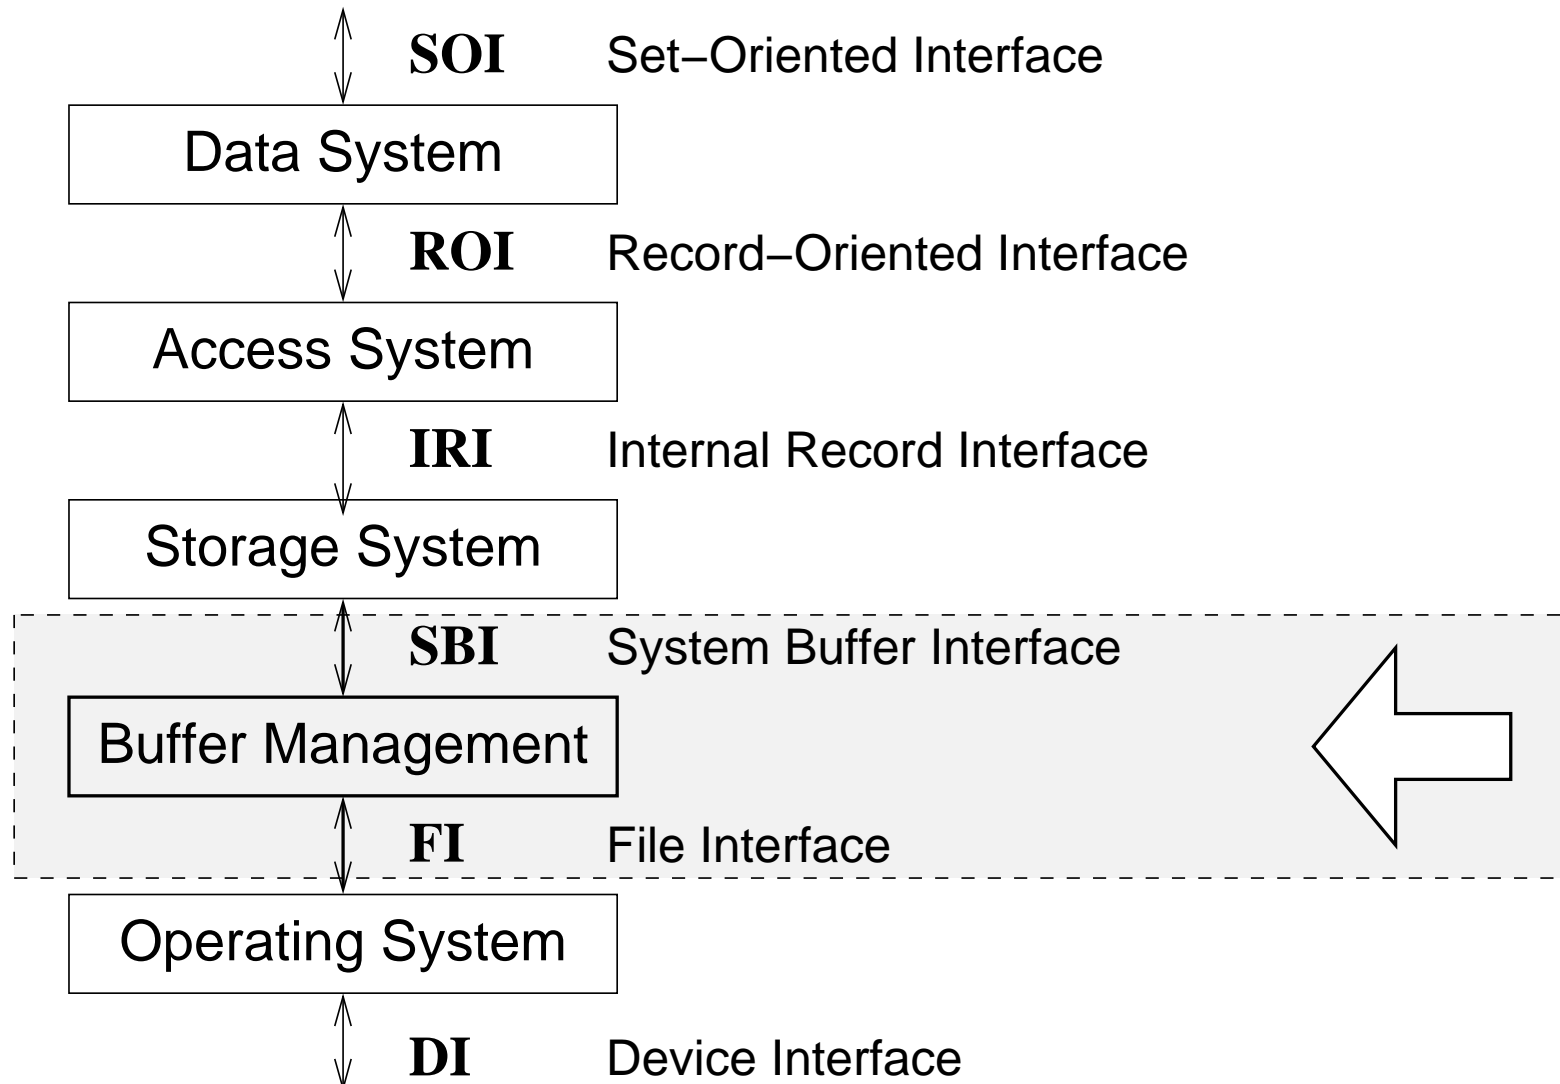 SOI Set–Oriented Interface
Data System
ROI Record–Oriented Interface
Access System
IRI Internal Record Interface
Storage System
SBI System Buffer Interface
Buffer Management
FI File Interface
Operating System
DI Device Interface